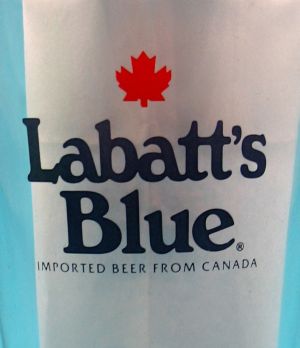 Labatt's
Blue®
IMPORTED BEER FROM CANADA